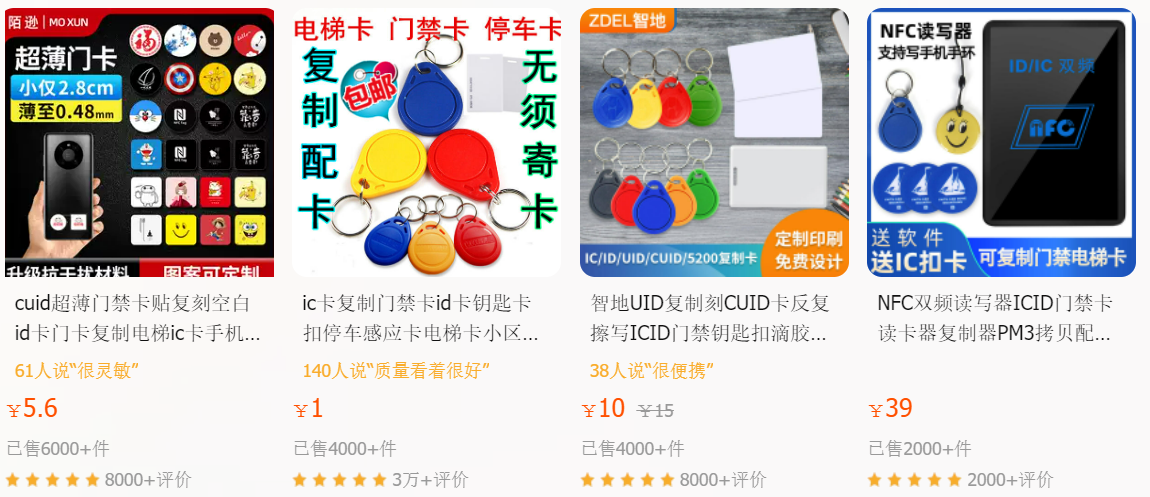 陌逊 | MO XUN
超薄门卡
小仅2.8cm
薄至0.48mm
升级抗干扰材料
图案可定制
cuid超薄门禁卡贴复刻空白
id卡门卡复制电梯ic卡手机...
61人说“很灵敏”
¥5.6
已售6000+件
8000+评价
电梯卡 门禁卡 停车卡
复制配卡
包邮
无须寄卡
ic卡复制门禁卡id卡钥匙卡
扣停车感应卡电梯卡小区...
140人说“质量看着很好”
¥1
已售4000+件
3万+评价
ZDEL智地
定制印刷
免费设计
IC/ID/UID/CUID/5200复制卡
智地UID复制刻CUID卡反复
擦写ICID门禁钥匙扣滴胶...
38人说“很便携”
¥10 ¥15
已售4000+件
8000+评价
NFC读写器
支持写手机手环
ID/IC 双频
nFC
送软件
送IC扣卡
可复制门禁电梯卡
NFC双频读写器ICID门禁卡
读卡器复制器PM3拷贝配...
¥39
已售2000+件
2000+评价